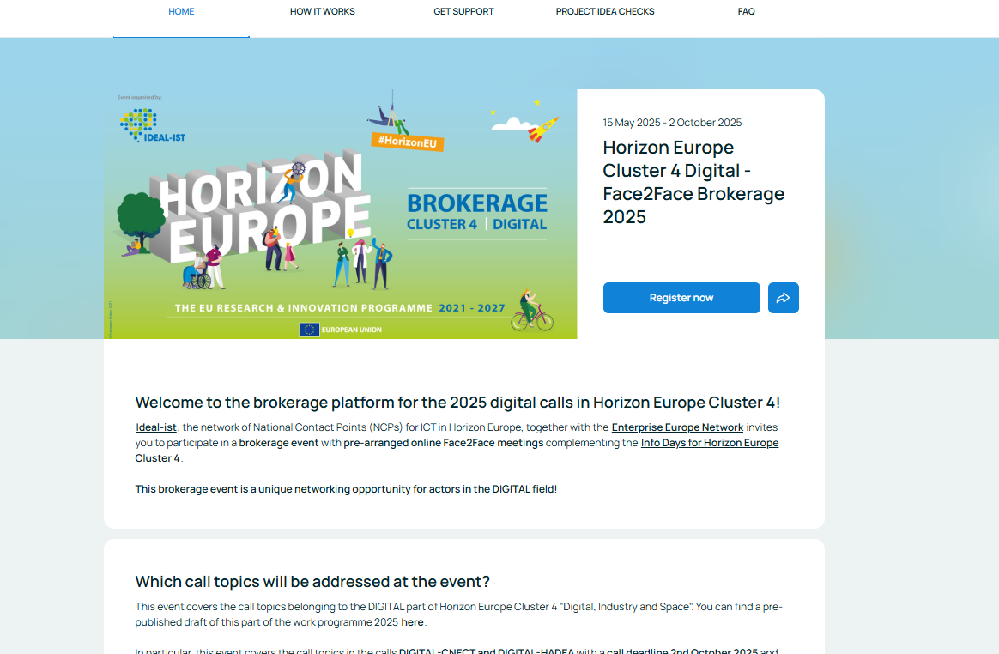 HOME
HOW IT WORKS
GET SUPPORT
PROJECT IDEA CHECKS
FAQ
Event organised by:
IDEAL-IST
#HorizonEU
HORIZON
EUROPE
BROKERAGE
CLUSTER 4 | DIGITAL
THE EU RESEARCH & INNOVATION PROGRAMME 2021 - 2027
EUROPEAN UNION
15 May 2025 - 2 October 2025
Horizon Europe
Cluster 4 Digital -
Face2Face Brokerage
2025
Register now
Welcome to the brokerage platform for the 2025 digital calls in Horizon Europe Cluster 4!
Ideal-ist, the network of National Contact Points (NCPs) for ICT in Horizon Europe, together with the Enterprise Europe Network invites
you to participate in a brokerage event with pre-arranged online Face2Face meetings complementing the Info Days for Horizon Europe
Cluster 4.
This brokerage event is a unique networking opportunity for actors in the DIGITAL field!
Which call topics will be addressed at the event?
This event covers the call topics belonging to the DIGITAL part of Horizon Europe Cluster 4 "Digital, Industry and Space". You can find a pre-
published draft of this part of the work programme 2025 here.
In particular, this event covers the call topics in the calls DIGITAL-CNECT and DIGITAL-HADEA with a call deadline 2nd October 2025 and